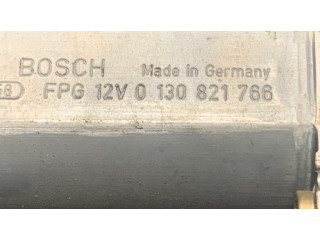 BOSCH Made in Germany
FPG 12V 0 130 821 766